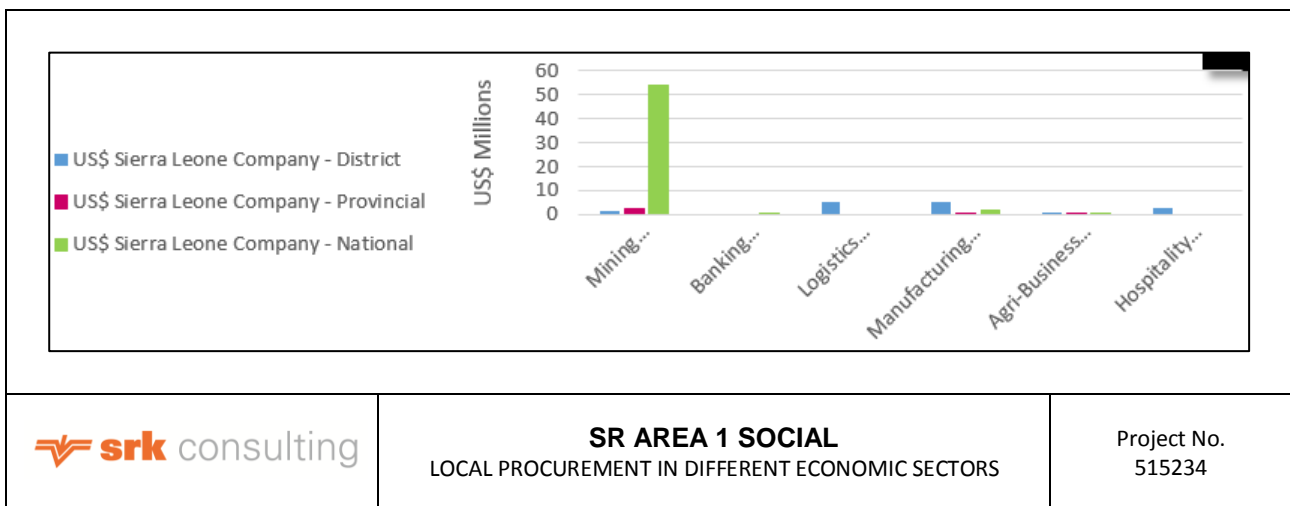 US$ Sierra Leone Company - District
US$ Sierra Leone Company - Provincial
US$ Sierra Leone Company - National
US$ Millions
60
50
40
30
20
10
0
Mining...
Banking...
Logistics...
Manufacturing...
Agri-Business...
Hospitality...
srk consulting
SR AREA 1 SOCIAL
LOCAL PROCUREMENT IN DIFFERENT ECONOMIC SECTORS
Project No.
515234